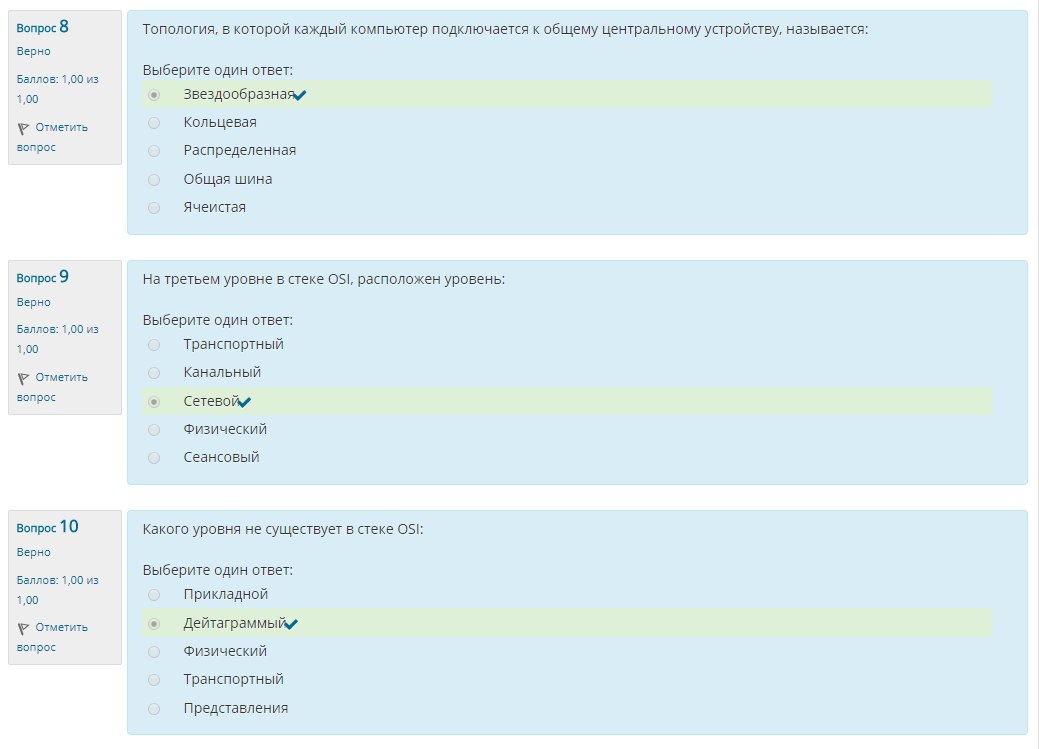 Вопрос 8
Верно
Баллов: 1,00 из
1,00
Отметить
вопрос
Топология, в которой каждый компьютер подключается к общему центральному устройству, называется:
Выберите один ответ:
Звездообразная
Кольцевая
Распределенная
Общая шина
Ячеистая
Вопрос 9
Верно
Баллов: 1,00 из
1,00
Отметить
вопрос
На третьем уровне в стеке OSI, расположен уровень:
Выберите один ответ:
Транспортный
Канальный
Сетевой
Физический
Сеансовый
Вопрос 10
Верно
Баллов: 1,00 из
1,00
Отметить
вопрос
Какого уровня не существует в стеке OSI:
Выберите один ответ:
Прикладной
Дейтаграммый
Физический
Транспортный
Представления